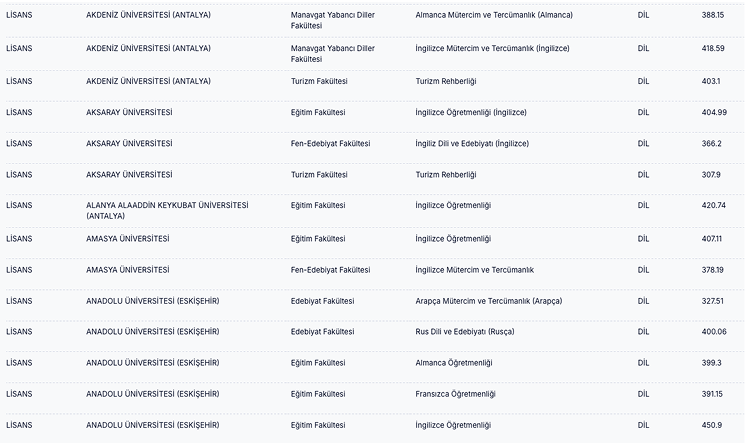 LİSANS AKDENİZ ÜNİVERSİTESİ (ANTALYA) Manavgat Yabancı Diller Fakültesi Almanca Mütercim ve Tercümanlık (Almanca) DİL 388.15
LİSANS AKDENİZ ÜNİVERSİTESİ (ANTALYA) Manavgat Yabancı Diller Fakültesi İngilizce Mütercim ve Tercümanlık (İngilizce) DİL 418.59
LİSANS AKDENİZ ÜNİVERSİTESİ (ANTALYA) Turizm Fakültesi Turizm Rehberliği DİL 403.1
LİSANS AKSARAY ÜNİVERSİTESİ Eğitim Fakültesi İngilizce Öğretmenliği (İngilizce) DİL 404.99
LİSANS AKSARAY ÜNİVERSİTESİ Fen-Edebiyat Fakültesi İngiliz Dili ve Edebiyatı (İngilizce) DİL 366.2
LİSANS AKSARAY ÜNİVERSİTESİ Turizm Fakültesi Turizm Rehberliği DİL 307.9
LİSANS ALANYA ALAADDİN KEYKUBAT ÜNİVERSİTESİ (ANTALYA) Eğitim Fakültesi İngilizce Öğretmenliği DİL 420.74
LİSANS AMASYA ÜNİVERSİTESİ Eğitim Fakültesi İngilizce Öğretmenliği DİL 407.11
LİSANS AMASYA ÜNİVERSİTESİ Fen-Edebiyat Fakültesi İngilizce Mütercim ve Tercümanlık DİL 378.19
LİSANS ANADOLU ÜNİVERSİTESİ (ESKİŞEHİR) Edebiyat Fakültesi Arapça Mütercim ve Tercümanlık (Arapça) DİL 327.51
LİSANS ANADOLU ÜNİVERSİTESİ (ESKİŞEHİR) Edebiyat Fakültesi Rus Dili ve Edebiyatı (Rusça) DİL 400.06
LİSANS ANADOLU ÜNİVERSİTESİ (ESKİŞEHİR) Eğitim Fakültesi Almanca Öğretmenliği DİL 399.3
LİSANS ANADOLU ÜNİVERSİTESİ (ESKİŞEHİR) Eğitim Fakültesi Fransızca Öğretmenliği DİL 391.15
LİSANS ANADOLU ÜNİVERSİTESİ (ESKİŞEHİR) Eğitim Fakültesi İngilizce Öğretmenliği DİL 450.9